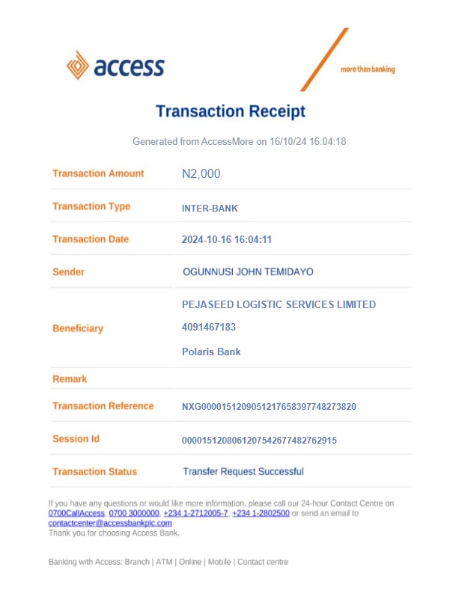 access
more than banking
Transaction Receipt
Generated from AccessMore on 16/10/24 16:04:18
Transaction Amount N2,000
Transaction Type INTER-BANK
Transaction Date 2024-10-16 16:04:11
Sender OGUNNUSI JOHN TEMIDAYO
PEJASEED LOGISTIC SERVICES LIMITED
Beneficiary 4091467183
Polaris Bank
Remark
Transaction Reference NXG000015120905121765839774827​3820
Session Id 000015120806120754267748276​2915
Transaction Status Transfer Request Successful
If you have any questions or would like more information, please call our 24-hour Contact Centre on
0700CallAccess, 0700 3000000, +234 1-2712005-7, +234 1-2802500 or send an email to
contactcenter@accessbankplc.com
Thank you for choosing Access Bank.
Banking with Access: Branch | ATM | Online | Mobile | Contact centre